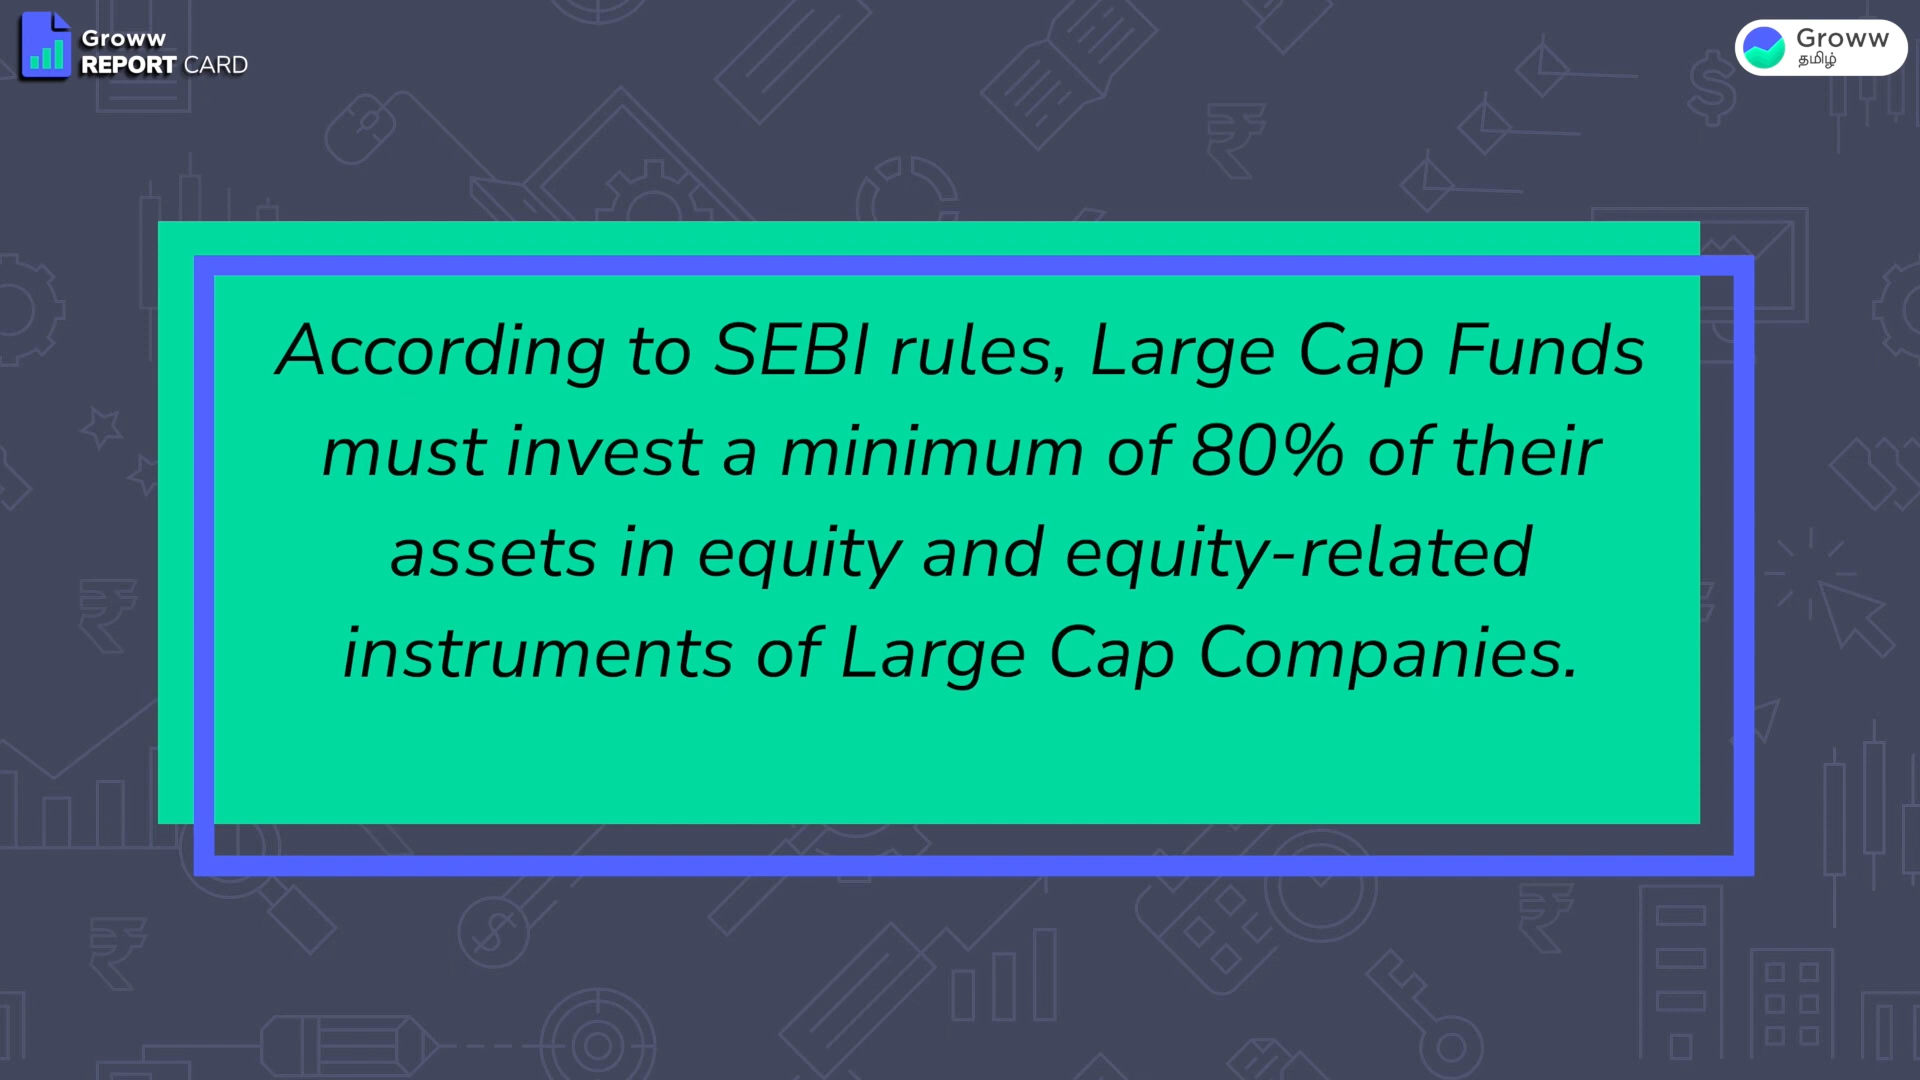 Groww
REPORT CARD
Groww
தமிழ்
According to SEBI rules, Large Cap Funds
must invest a minimum of 80% of their
assets in equity and equity-related
instruments of Large Cap Companies.